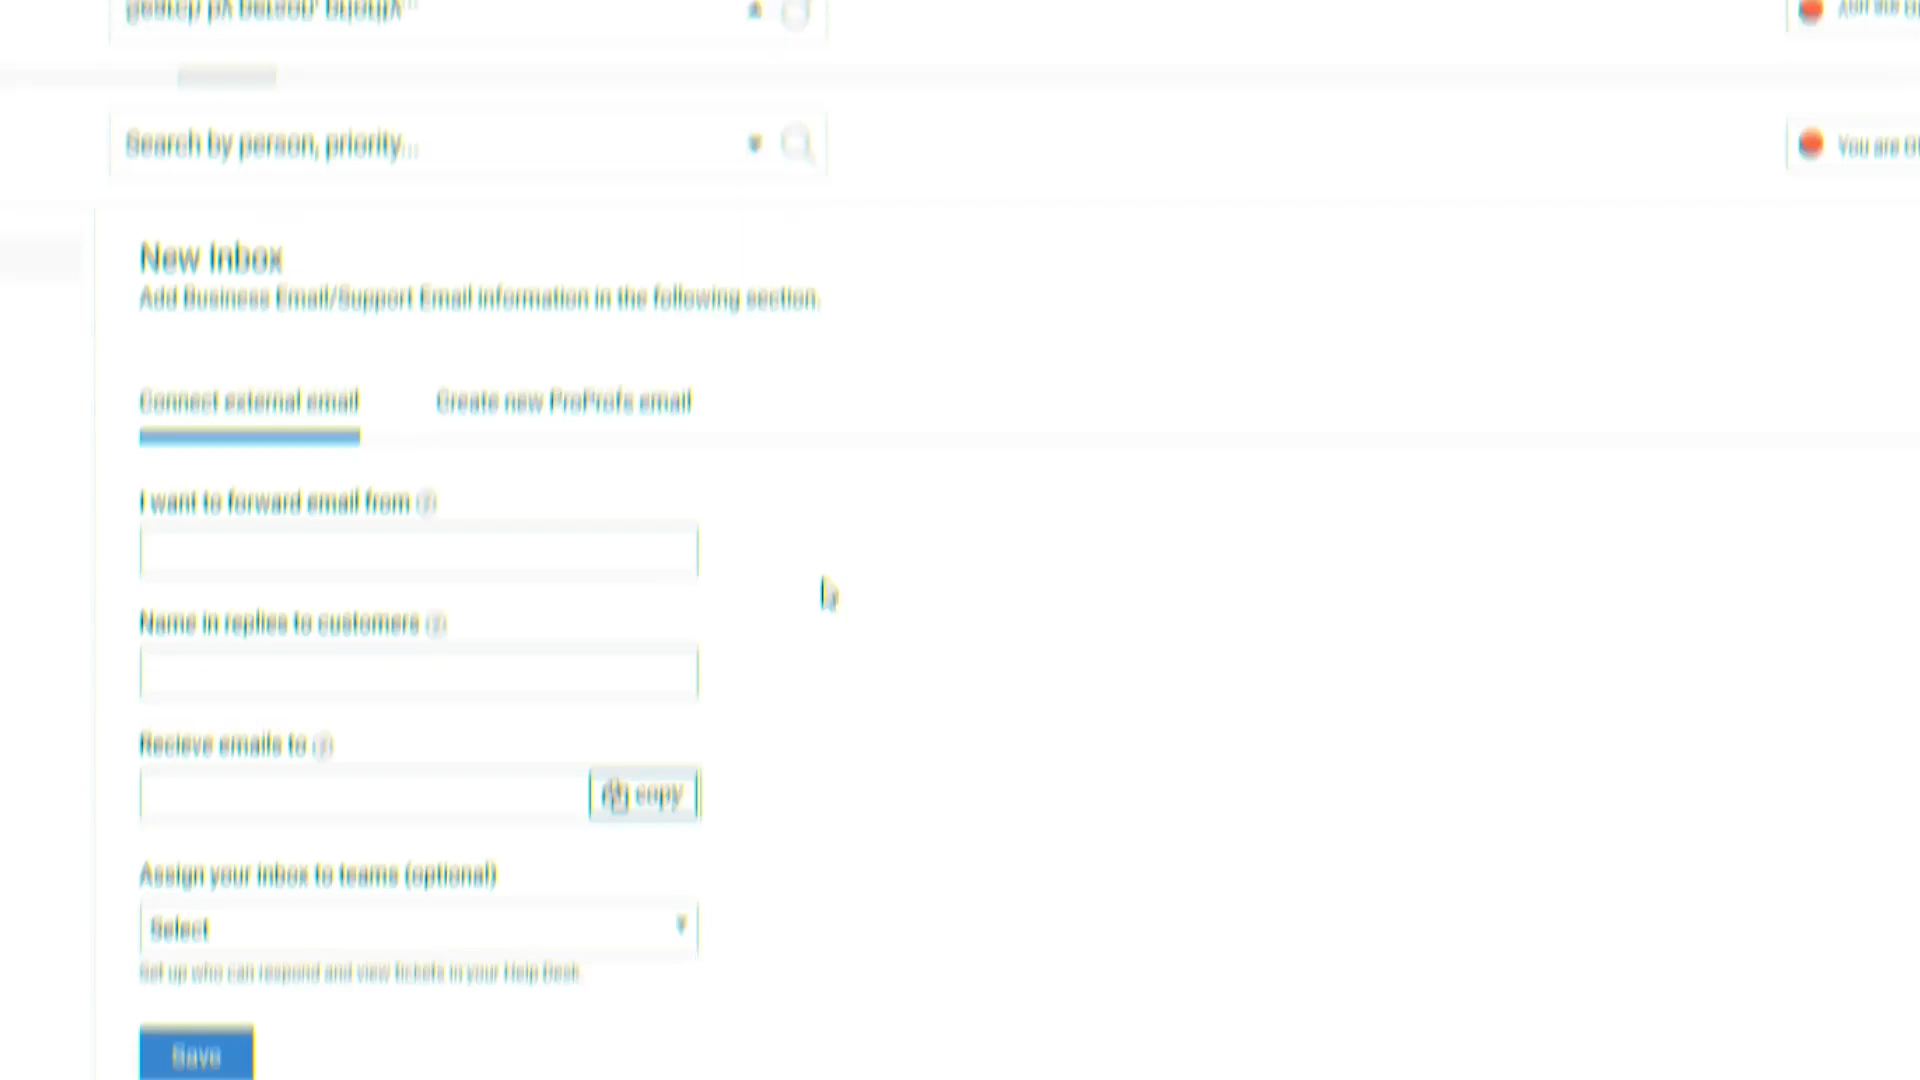 Search by person, priority...
You are
New Inbox
Add Business Email/Support Email information in the following section.
Connect external email
Create new ProProfs email
I want to forward email from
Name in replies to customers
Recieve emails to
copy
Assign your inbox to teams (optional)
Select
Set up who can respond and view tickets in your Help Desk
Save